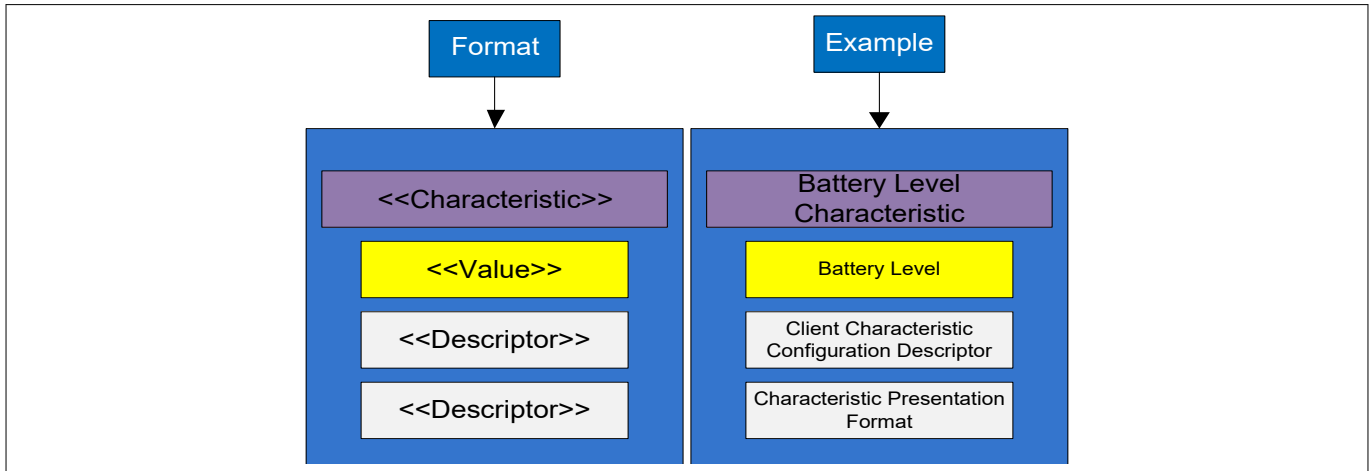 Format
Example
<<Characteristic>>
Battery Level
Characteristic
<<Value>>
Battery Level
<<Descriptor>>
Client Characteristic
Configuration Descriptor
<<Descriptor>>
Characteristic Presentation
Format